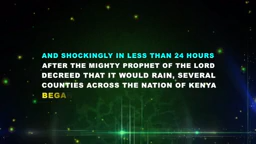 AND SHOCKINGLY IN LESS THAN 24 HOURS
AFTER THE MIGHTY PROPHET OF THE LORD
DECREED THAT IT WOULD RAIN, SEVERAL
COUNTIES ACROSS THE NATION OF KENYA
BEGA